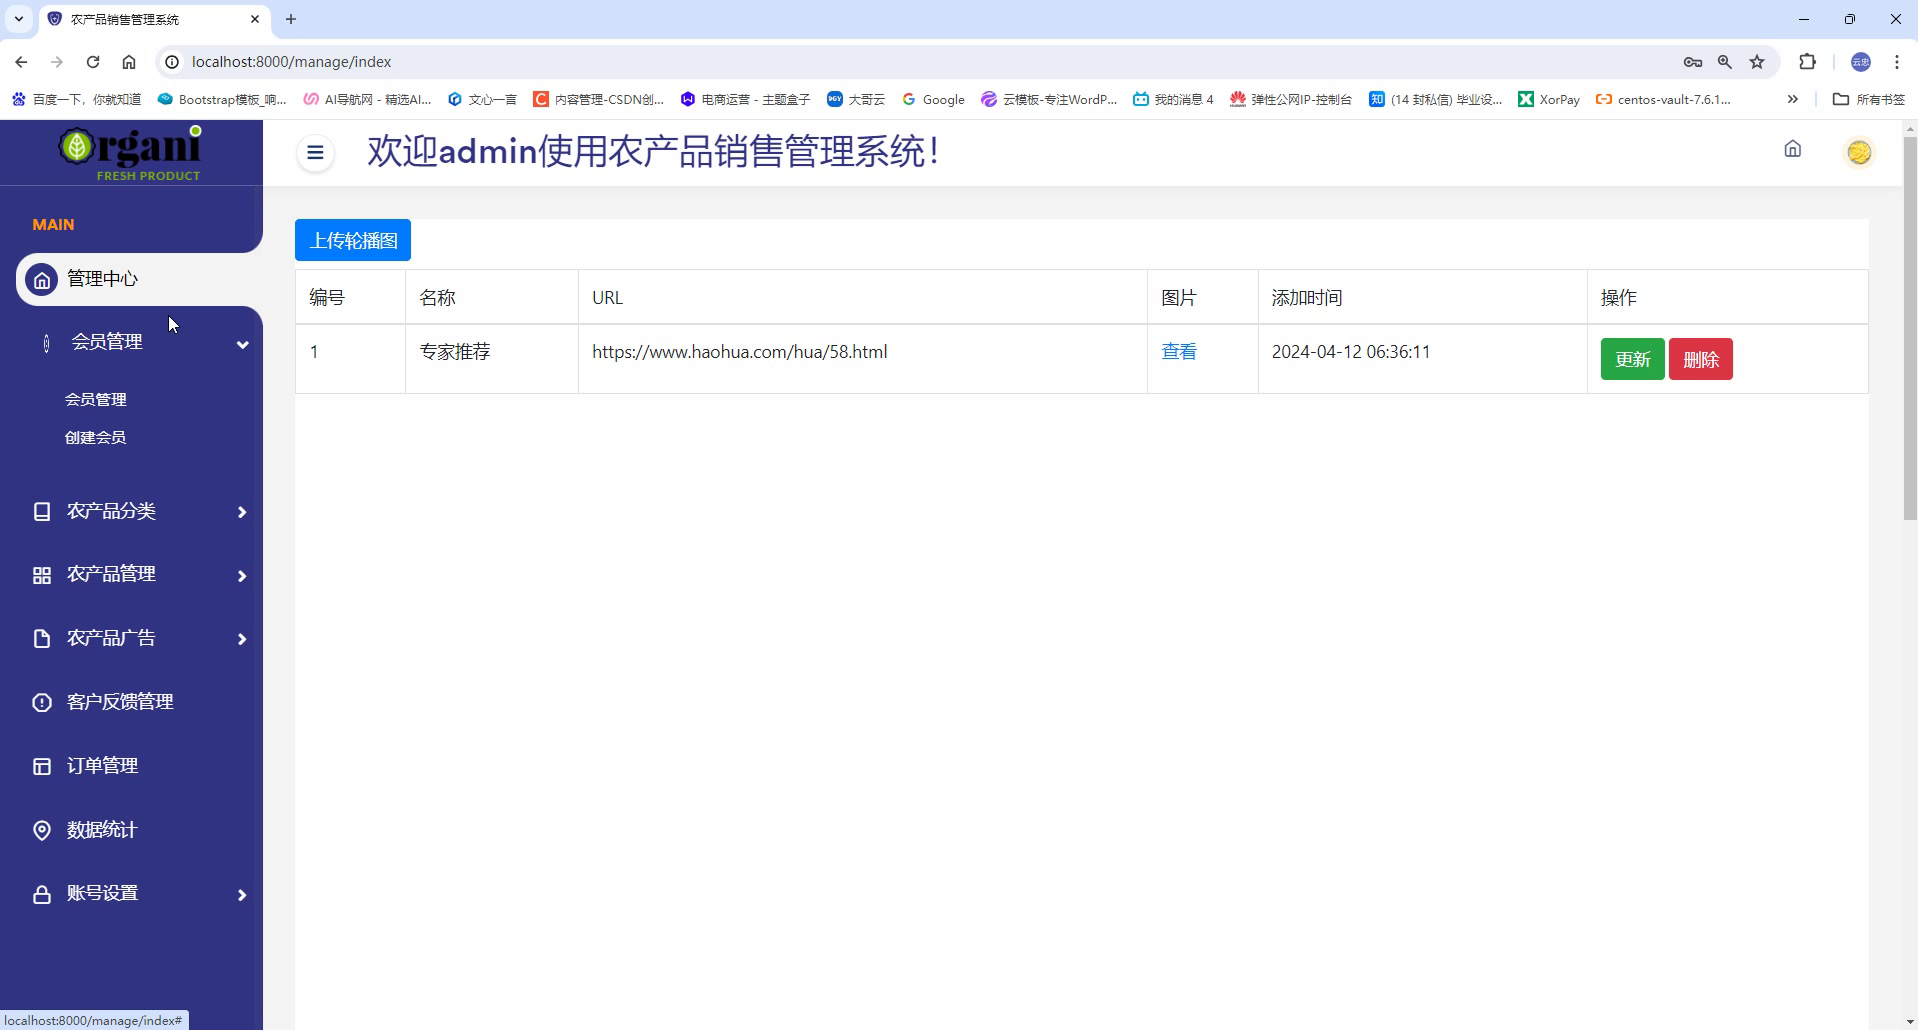 农产品销售管理系统
localhost:8000/manage/index
百度一下，你就知道
Bootstrap模板_响...
AI导航网 - 精选AI...
文心一言
内容管理-CSDN创...
电商运营 - 主题盒子
大哥云
Google
云模板-专注WordP...
我的消息 4
弹性公网IP-控制台
(14 封私信) 毕业设...
XorPay
centos-vault-7.6.1...
所有书签
Organi
FRESH PRODUCT
欢迎admin使用农产品销售管理系统！
MAIN
管理中心
会员管理
会员管理
创建会员
农产品分类
农产品管理
农产品广告
客户反馈管理
订单管理
数据统计
账号设置
上传轮播图
编号 名称 URL 图片 添加时间 操作
1 专家推荐 https://www.haohua.com/hua/58.html 查看 2024-04-12 06:36:11 更新 删除
localhost:8000/manage/index#